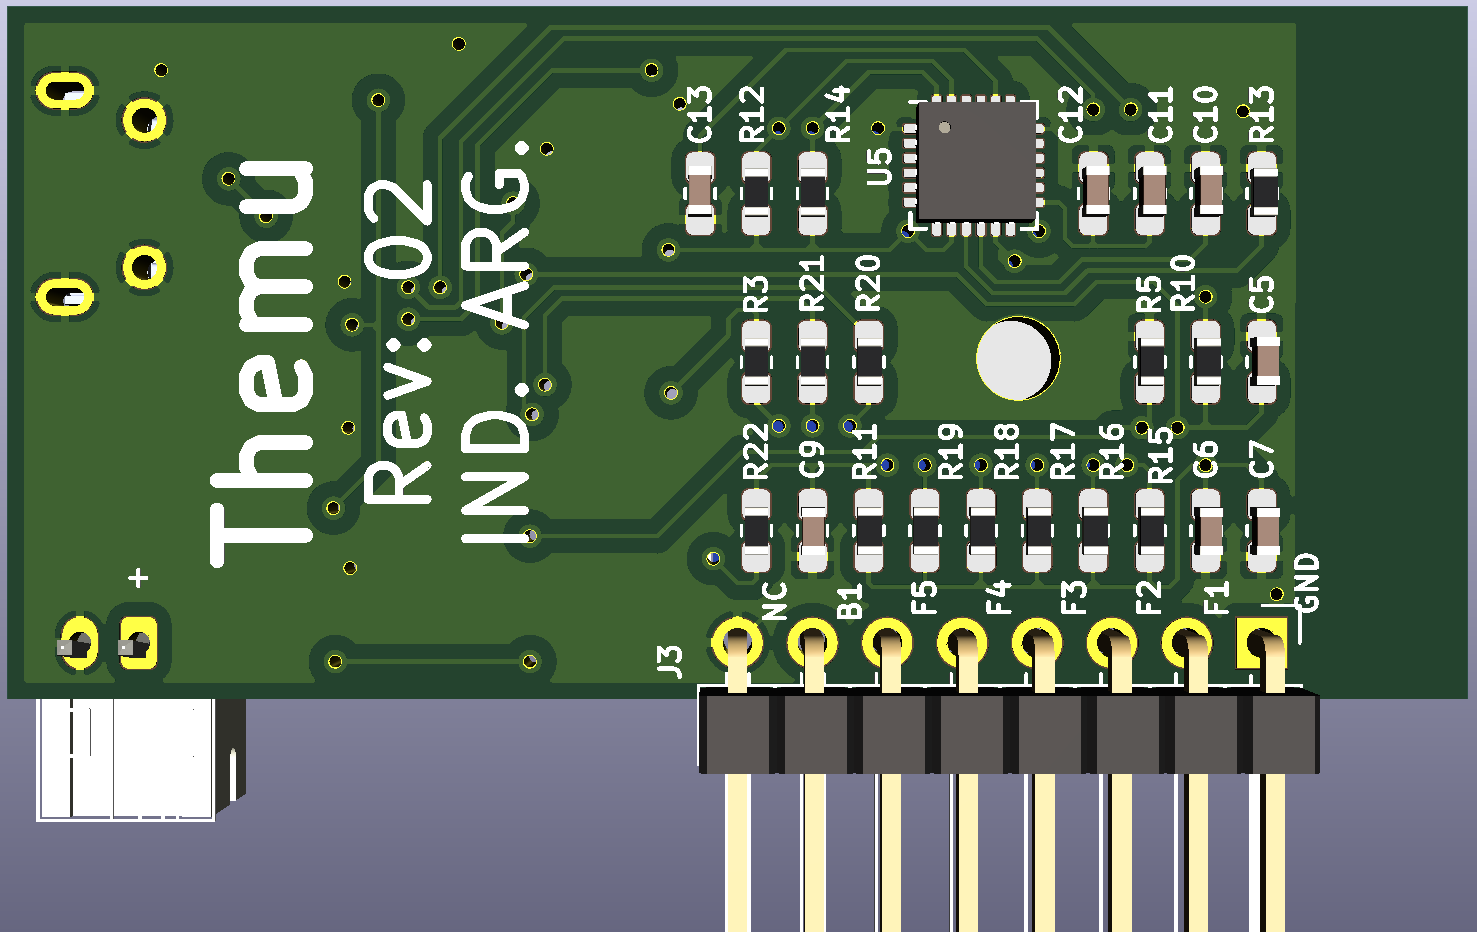 Themu
Rev: 02
IND. ARG.
+
C13
R12
R14
U5
C12
C11
C10
R13
R3
R21
R20
R5
R10
C5
R22
C9
R11
R19
R18
R17
R16
R15
C6
C7
J3
NC
B1
F5
F4
F3
F2
F1
GND